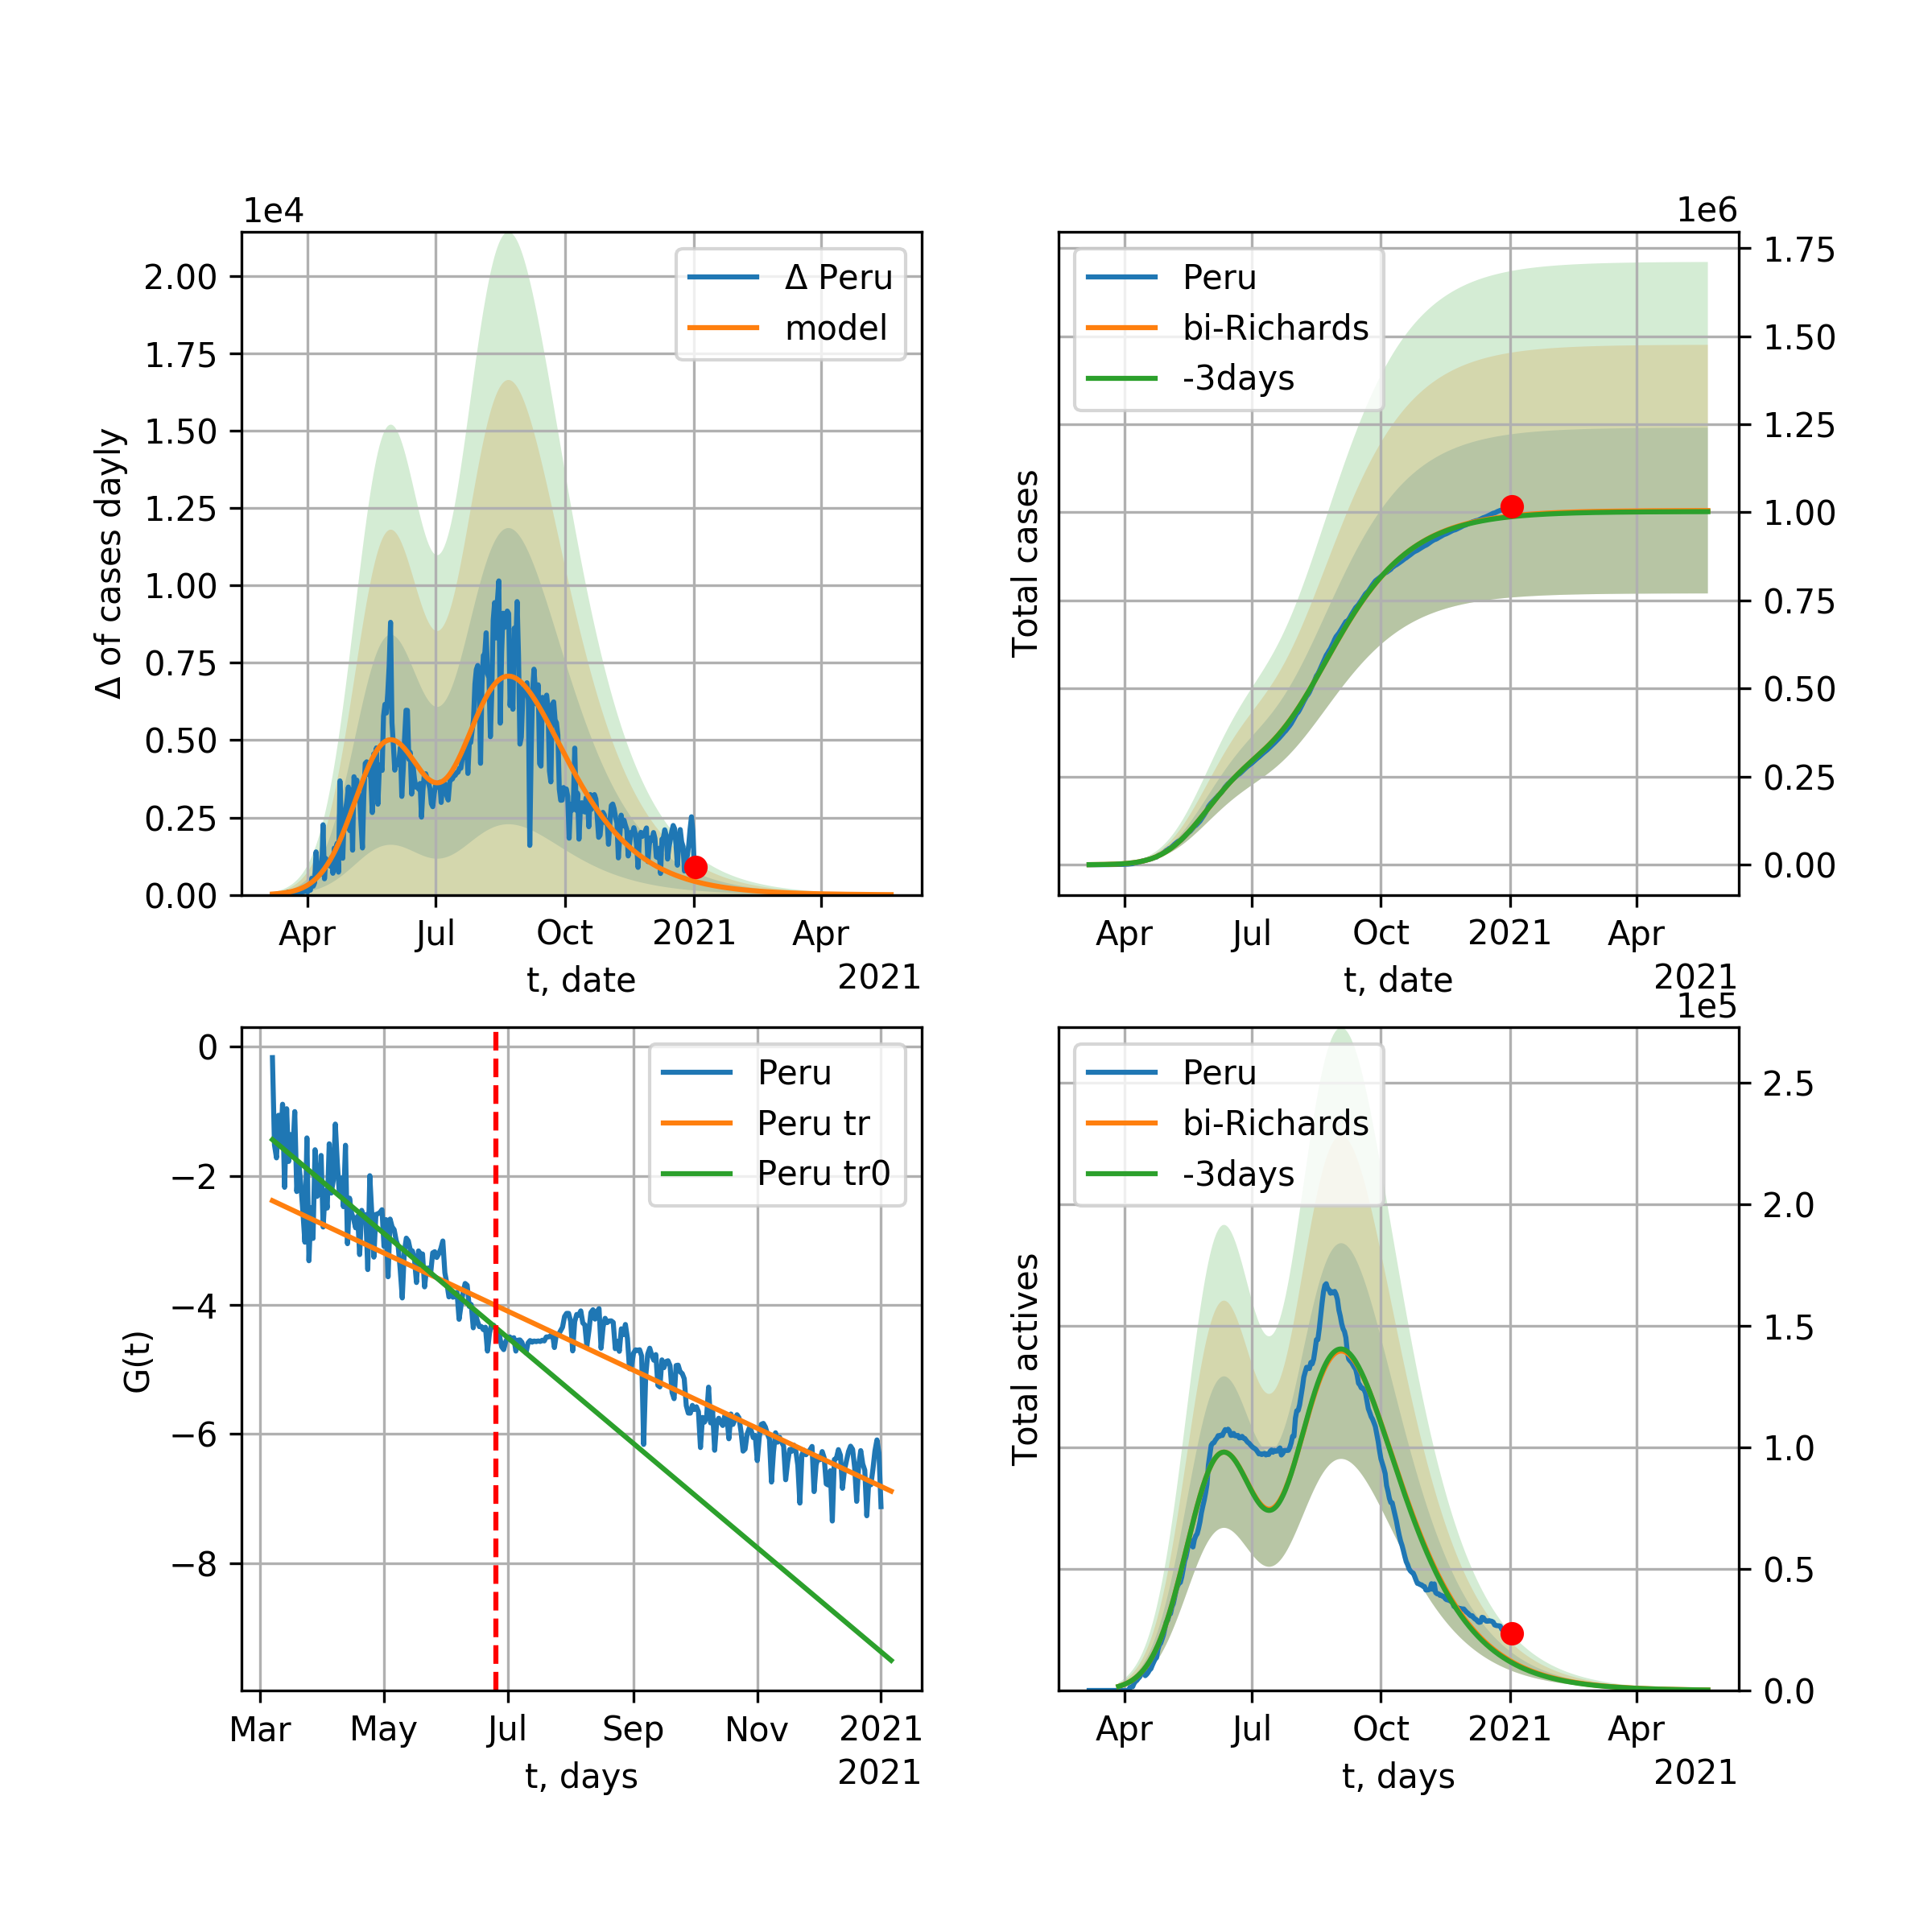 1e4
2.00
1.75
1.50
1.25
1.00
0.75
0.50
0.25
0.00
Δ of cases dayly
Δ Peru
model
Apr Jul Oct 2021 Apr
t, date
2021
1e6
1.75
1.50
1.25
1.00
0.75
0.50
0.25
0.00
Total cases
Peru
bi-Richards
-3days
Apr Jul Oct 2021 Apr
t, date
2021
0
−2
−4
−6
−8
G(t)
Peru
Peru tr
Peru tr0
Mar May Jul Sep Nov 2021
t, days
2021
1e5
2.5
2.0
1.5
1.0
0.5
0.0
Total actives
Peru
bi-Richards
-3days
Apr Jul Oct 2021 Apr
t, days
2021